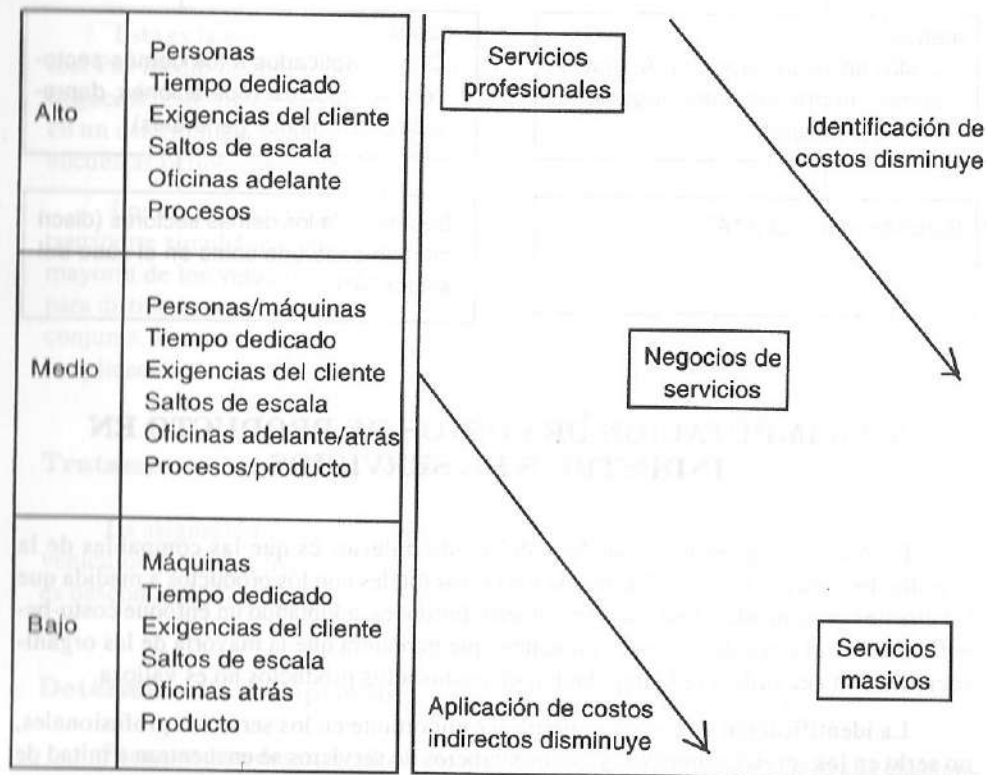 Alto
Personas
Tiempo dedicado
Exigencias del cliente
Saltos de escala
Oficinas adelante
Procesos
Servicios
profesionales
Identificación de
costos disminuye
Medio
Personas/máquinas
Tiempo dedicado
Exigencias del cliente
Saltos de escala
Oficinas adelante/atrás
Procesos/producto
Negocios de
servicios
Bajo
Máquinas
Tiempo dedicado
Exigencias del cliente
Saltos de escala
Oficinas atrás
Producto
Aplicación de costos
indirectos disminuye
Servicios
masivos